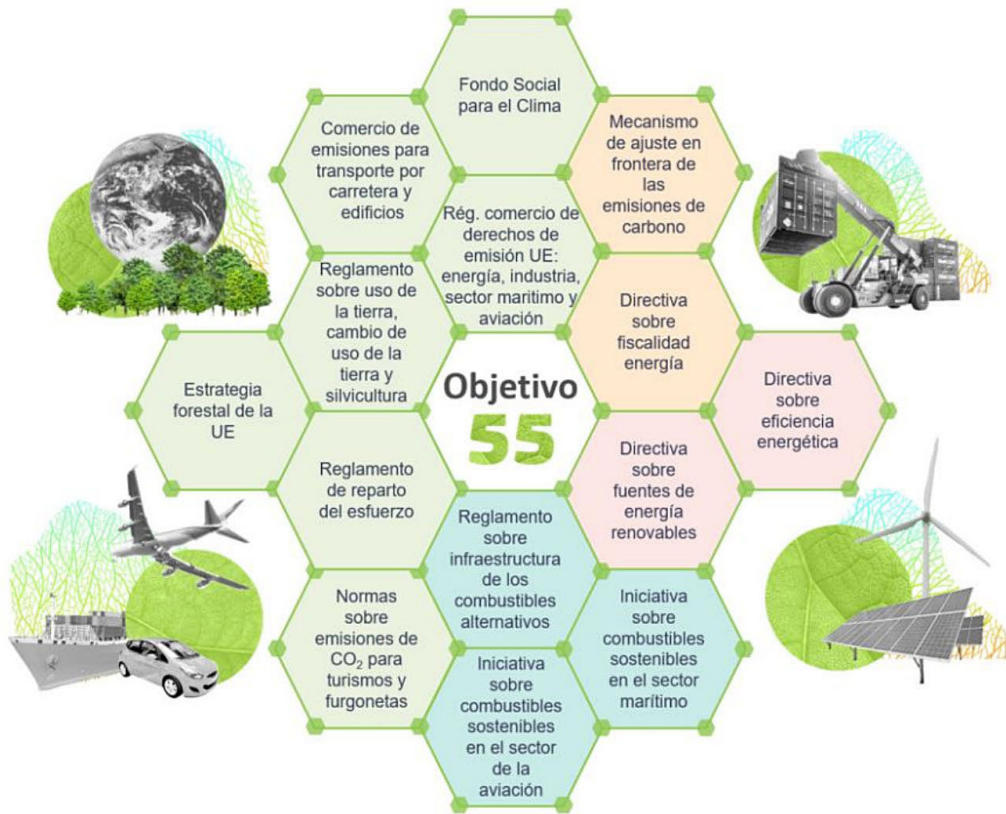 Fondo Social
para el Clima
Comercio de
emisiones para
transporte por
carretera y
edificios
Mecanismo
de ajuste en
frontera de
las
emisiones de
carbono
Rég. comercio de
derechos de
emisión UE:
energía, industria,
sector maritimo y
aviación
Reglamento
sobre uso de
la tierra,
cambio de
uso de la
tierra y
silvicultura
Directiva
sobre
fiscalidad
energía
Estrategia
forestal de la
UE
Objetivo
55
Directiva
sobre
eficiencia
energética
Reglamento
de reparto
del esfuerzo
Directiva
sobre
fuentes de
energía
renovables
Reglamento
sobre
infraestructura
de los
combustibles
alternativos
Normas
sobre
emisiones de
CO₂ para
turismos y
furgonetas
Iniciativa
sobre
combustibles
sostenibles
en el sector
marítimo
Iniciativa
sobre
combustibles
sostenibles
en el sector
de la
aviación